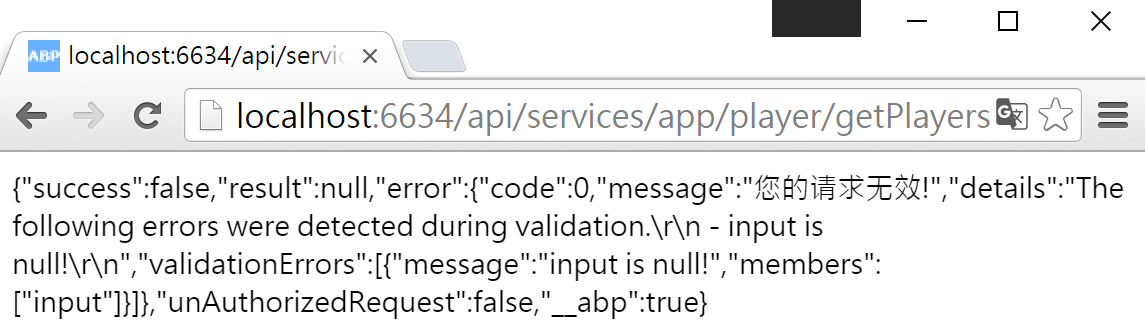 ABP localhost:6634/api/servic
localhost:6634/api/services/app/player/getPlayers
{"success":false,"result":null,"error":{"code":0,"message":"您的请求无效!","details":"The
following errors were detected during validation.\r\n - input is
null!\r\n","validationErrors":[{"message":"input is null!","members":
["input"]}]},"unAuthorizedRequest":false,"__abp":true}